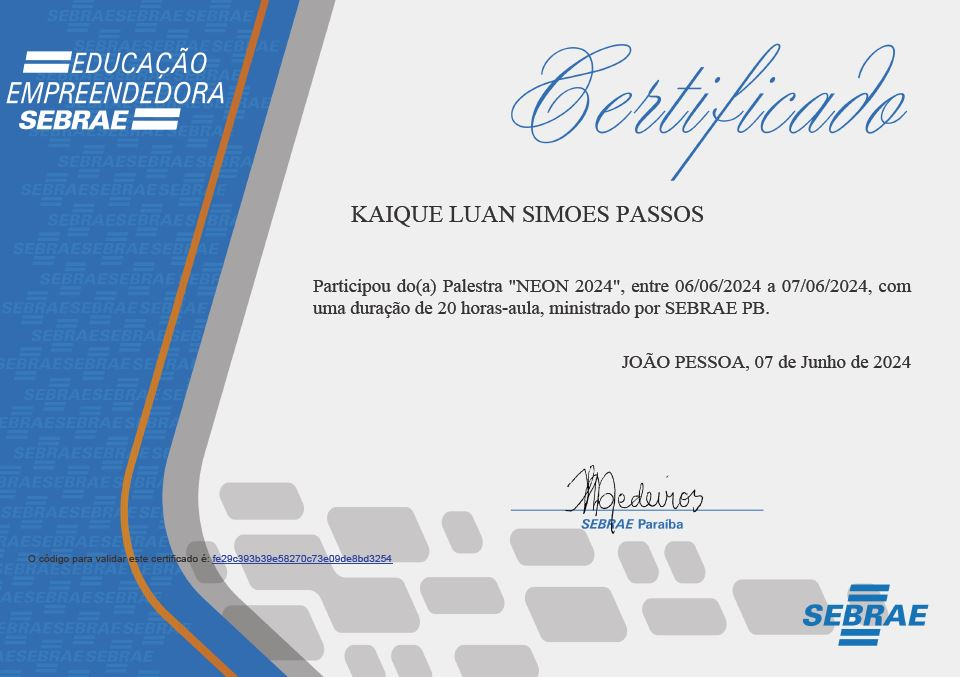 EDUCAÇÃO
EMPREENDEDORA
SEBRAE
Certificado
KAIQUE LUAN SIMOES PASSOS
Participou do(a) Palestra "NEON 2024", entre 06/06/2024 a 07/06/2024, com
uma duração de 20 horas-aula, ministrado por SEBRAE PB.
JOÃO PESSOA, 07 de Junho de 2024
Medeiros
SEBRAE Paraíba
O código para validar este certificado é: fe29c393b39e58270c73e09de8bd3254
SEBRAE